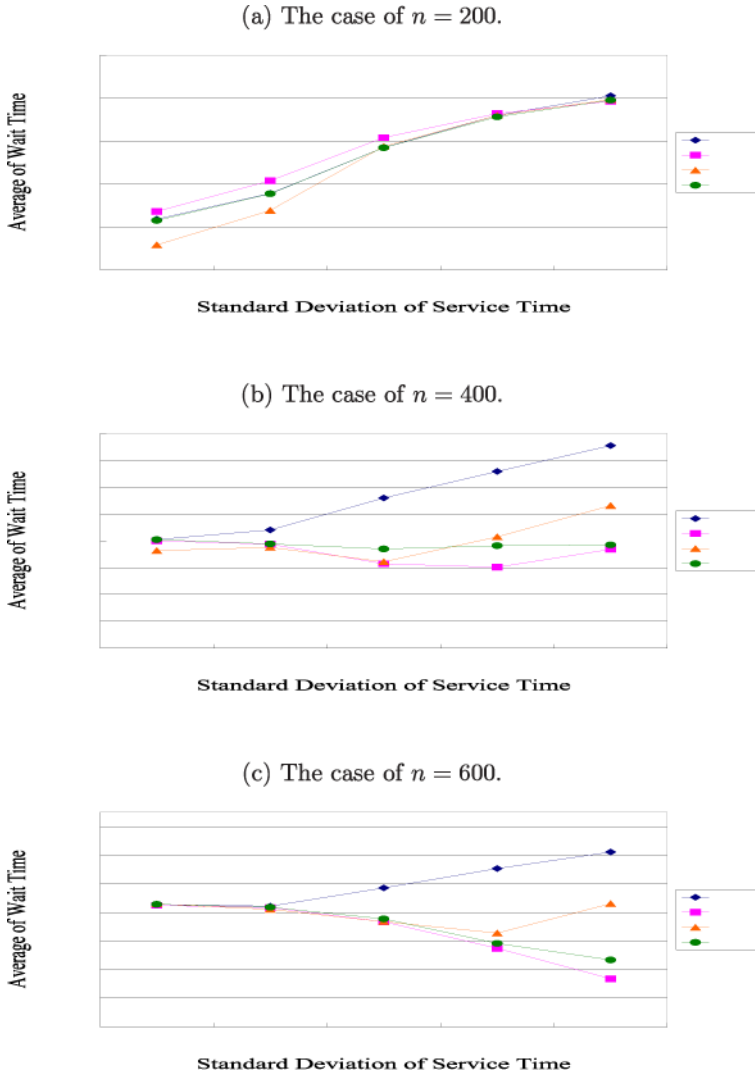 (a) The case of n = 200.
Average of Wait Time
Standard Deviation of Service Time
(b) The case of n = 400.
Average of Wait Time
Standard Deviation of Service Time
(c) The case of n = 600.
Average of Wait Time
Standard Deviation of Service Time